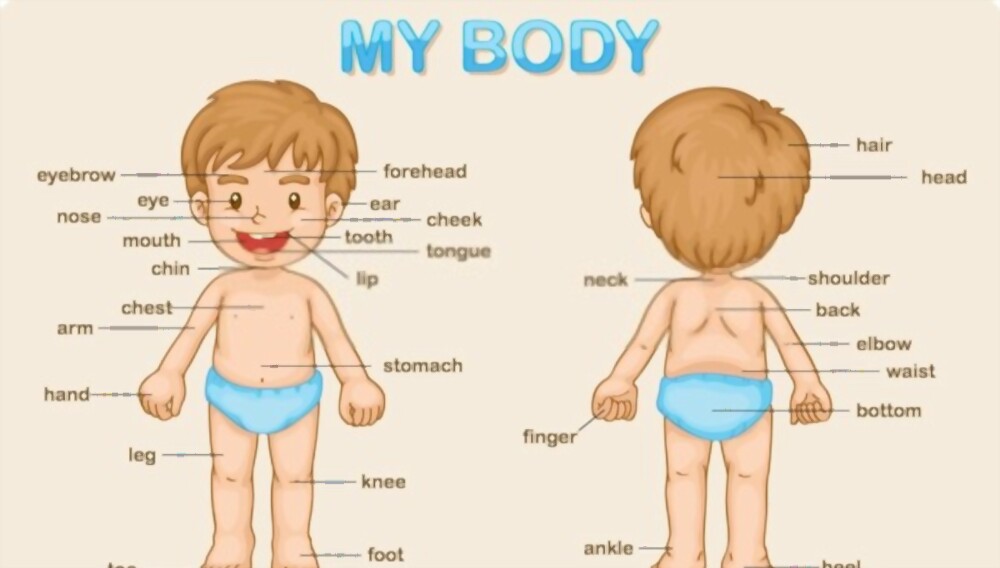 MY BODY
eyebrow
forehead
eye
ear
nose
cheek
mouth
tooth
tongue
chin
lip
chest
arm
stomach
hand
leg
knee
foot
hair
head
neck
shoulder
back
elbow
waist
bottom
finger
ankle